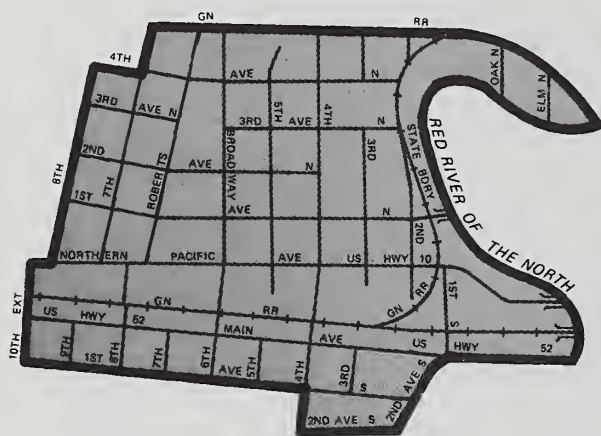 GN RR
4TH
AVE N
OAK N
ELM N
3RD AVE N
3RD AVE N
5TH
4TH
BROADWAY
8TH
2ND AVE N
7TH
ROBERTS
3RD
STATE BDRY
RED RIVER OF THE NORTH
1ST AVE N
2ND
NORTHERN PACIFIC AVE US HWY 10
EXT
10TH
GN RR
GN RR
1ST S
US HWY 52 MAIN AVE US HWY 52
9TH
8TH
7TH
6TH
5TH
4TH
3RD
1ST AVE S
2ND AVE S
2ND AVE S